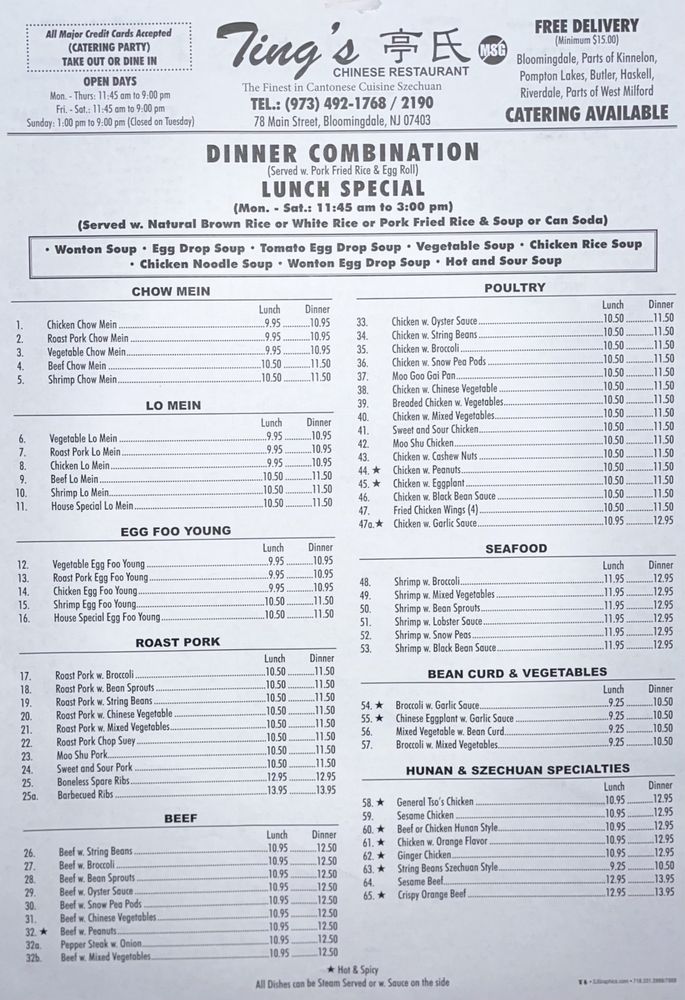 All Major Credit Cards Accepted
(CATERING PARTY)
TAKE OUT OR DINE IN
OPEN DAYS
Mon. - Thurs: 11:45 am to 9:00 pm
Fri. - Sat.: 11:45 am to 9:00 pm
Sunday: 1:00 pm to 9:00 pm (Closed on Tuesday)
Ting's 亭氏
MSG
CHINESE RESTAURANT
The Finest in Cantonese Cuisine Szechuan
TEL.: (973) 492-1768 / 2190
78 Main Street, Bloomingdale, NJ 07403
FREE DELIVERY
(Minimum $15.00)
Bloomingdale, Parts of Kinnelon,
Pompton Lakes, Butler, Haskell,
Riverdale, Parts of West Milford
CATERING AVAILABLE
DINNER COMBINATION
(Served w. Pork Fried Rice & Egg Roll)
LUNCH SPECIAL
(Mon. - Sat.: 11:45 am to 3:00 pm)
(Served w. Natural Brown Rice or White Rice or Pork Fried Rice & Soup or Can Soda)
• Wonton Soup • Egg Drop Soup • Tomato Egg Drop Soup • Vegetable Soup • Chicken Rice Soup
• Chicken Noodle Soup • Wonton Egg Drop Soup • Hot and Sour Soup
CHOW MEIN
Lunch Dinner
1. Chicken Chow Mein 9.95 10.95
2. Roast Pork Chow Mein 9.95 10.95
3. Vegetable Chow Mein 9.95 10.95
4. Beef Chow Mein 10.50 11.50
5. Shrimp Chow Mein 10.50 11.50
LO MEIN
Lunch Dinner
6. Vegetable Lo Mein 9.95 10.95
7. Roast Pork Lo Mein 9.95 10.95
8. Chicken Lo Mein 9.95 10.95
9. Beef Lo Mein 10.50 11.50
10. Shrimp Lo Mein 10.50 11.50
11. House Special Lo Mein 10.50 11.50
EGG FOO YOUNG
Lunch Dinner
12. Vegetable Egg Foo Young 9.95 10.95
13. Roast Pork Egg Foo Young 9.95 10.95
14. Chicken Egg Foo Young 9.95 10.95
15. Shrimp Egg Foo Young 10.50 11.50
16. House Special Egg Foo Young 10.50 11.50
ROAST PORK
Lunch Dinner
17. Roast Pork w. Broccoli 10.50 11.50
18. Roast Pork w. Bean Sprouts 10.50 11.50
19. Roast Pork w. String Beans 10.50 11.50
20. Roast Pork w. Chinese Vegetable 10.50 11.50
21. Roast Pork w. Mixed Vegetables 10.50 11.50
22. Roast Pork Chop Suey 10.50 11.50
23. Moo Shu Pork 10.50 11.50
24. Sweet and Sour Pork 10.50 11.50
25. Boneless Spare Ribs 12.95 12.95
25a. Barbecued Ribs 13.95 13.95
BEEF
Lunch Dinner
26. Beef w. String Beans 10.95 12.50
27. Beef w. Broccoli 10.95 12.50
28. Beef w. Bean Sprouts 10.95 12.50
29. Beef w. Oyster Sauce 10.95 12.50
30. Beef w. Snow Pea Pods 10.95 12.50
31. Beef w. Chinese Vegetables 10.95 12.50
32. ★ Beef w. Peanuts 10.95 12.50
32a. Pepper Steak w. Onion 10.95 12.50
32b. Beef w. Mixed Vegetables 10.95 12.50
POULTRY
Lunch Dinner
33. Chicken w. Oyster Sauce 10.50 11.50
34. Chicken w. String Beans 10.50 11.50
35. Chicken w. Broccoli 10.50 11.50
36. Chicken w. Snow Pea Pods 10.50 11.50
37. Moo Goo Gai Pan 10.50 11.50
38. Chicken w. Chinese Vegetable 10.50 11.50
39. Breaded Chicken w. Vegetables 10.50 11.50
40. Chicken w. Mixed Vegetables 10.50 11.50
41. Sweet and Sour Chicken 10.50 11.50
42. Moo Shu Chicken 10.50 11.50
43. Chicken w. Cashew Nuts 10.50 11.50
44. ★ Chicken w. Peanuts 10.50 11.50
45. ★ Chicken w. Eggplant 10.50 11.50
46. Chicken w. Black Bean Sauce 10.50 11.50
47. Fried Chicken Wings (4) 10.50 11.50
47a. ★ Chicken w. Garlic Sauce 10.95 12.95
SEAFOOD
Lunch Dinner
48. Shrimp w. Broccoli 11.95 12.95
49. Shrimp w. Mixed Vegetables 11.95 12.95
50. Shrimp w. Bean Sprouts 11.95 12.95
51. Shrimp w. Lobster Sauce 11.95 12.95
52. Shrimp w. Snow Peas 11.95 12.95
53. Shrimp w. Black Bean Sauce 11.95 12.95
BEAN CURD & VEGETABLES
Lunch Dinner
54. ★ Broccoli w. Garlic Sauce 9.25 10.50
55. ★ Chinese Eggplant w. Garlic Sauce 9.25 10.50
56. Mixed Vegetable w. Bean Curd 9.25 10.50
57. Broccoli w. Mixed Vegetables 9.25 10.50
HUNAN & SZECHUAN SPECIALTIES
Lunch Dinner
58. ★ General Tso's Chicken 10.95 12.95
59. Sesame Chicken 10.95 12.95
60. ★ Beef or Chicken Hunan Style 10.95 12.95
61. ★ Chicken w. Orange Flavor 10.95 12.95
62. ★ Ginger Chicken 10.95 12.95
63. ★ String Beans Szechuan Style 9.25 10.50
64. Sesame Beef 12.95 13.95
65. ★ Crispy Orange Beef 12.95 13.95
★ Hot & Spicy
All Dishes can be Steam Served or w. Sauce on the side